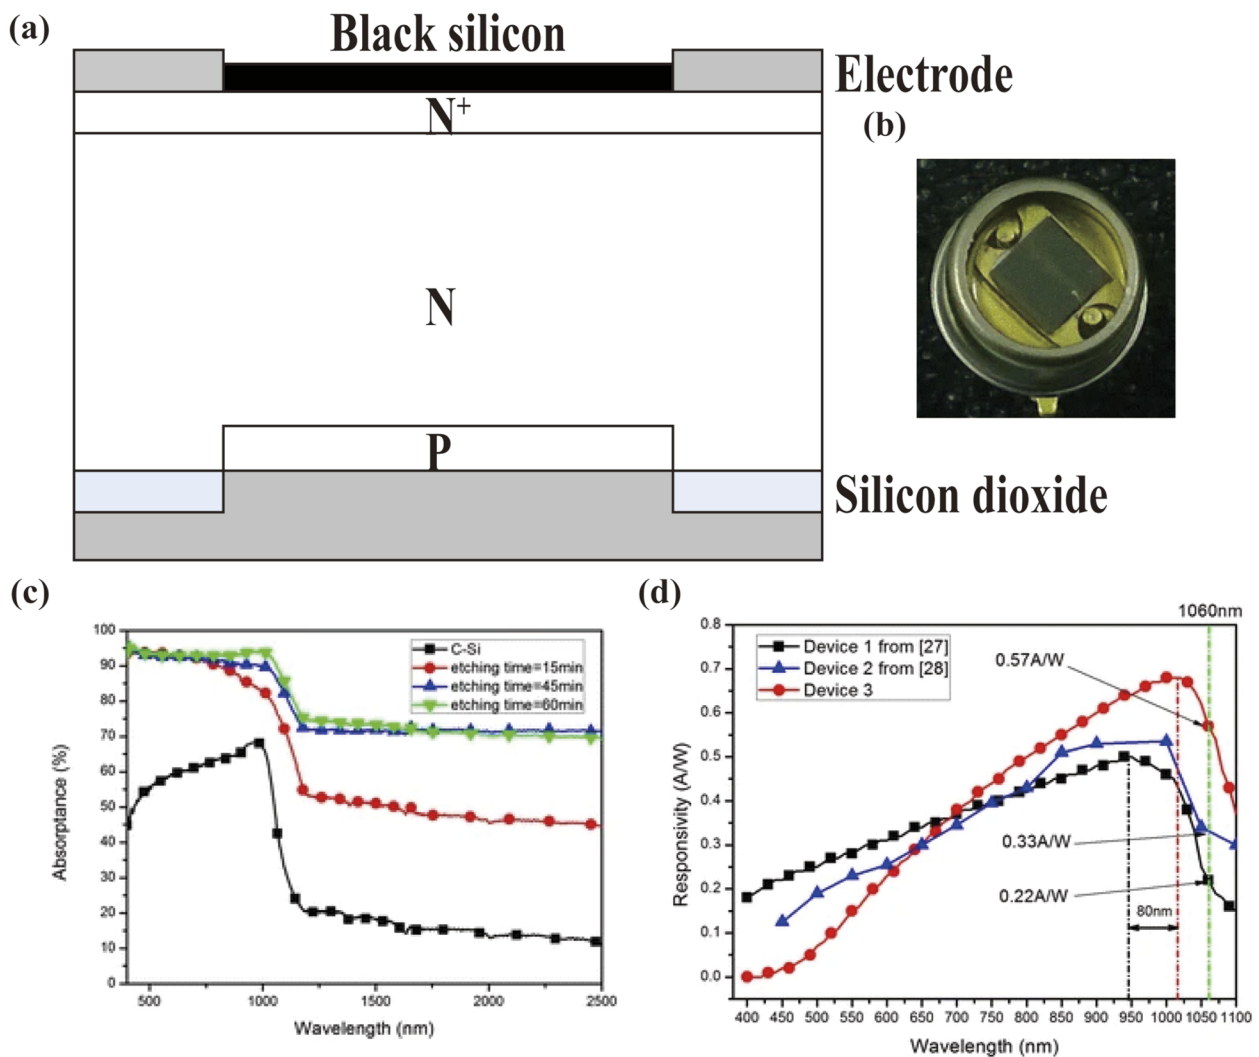 (a)
Black silicon
Electrode
N+
(b)
N
P
Silicon dioxide
(c)
100
90
80
70
60
50
40
30
20
10
0
Absorptance (%)
C-Si
etching time=15min
etching time=45min
etching time=60min
500 1000 1500 2000 2500
Wavelength (nm)
(d)
1060nm
0.8
0.7
0.6
0.5
0.4
0.3
0.2
0.1
0.0
Responsivity (A/W)
Device 1 from [27]
Device 2 from [28]
Device 3
0.57A/W
0.33A/W
0.22A/W
80nm
400 450 500 550 600 650 700 750 800 850 900 950 1000 1050 1100
Wavelength (nm)